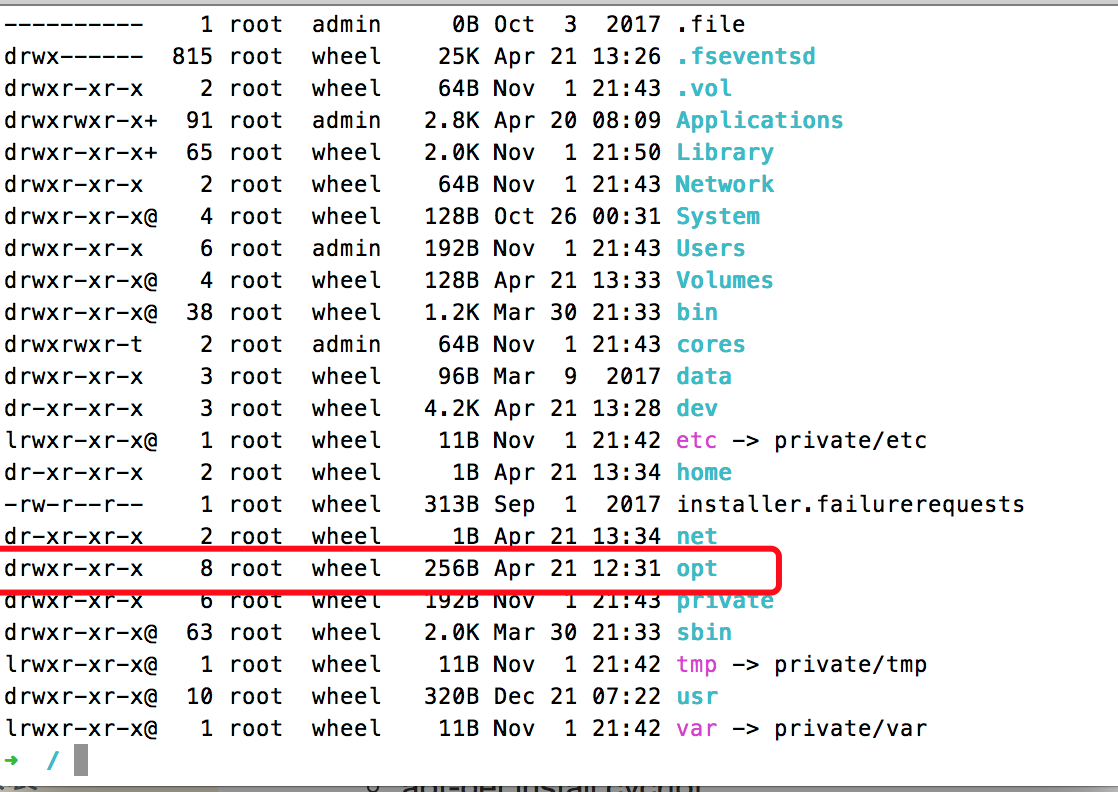 ----------    1 root  admin     0B Oct  3  2017 .file
drwx------  815 root  wheel    25K Apr 21 13:26 .fseventsd
drwxr-xr-x    2 root  wheel    64B Nov  1 21:43 .vol
drwxrwxr-x+  91 root  admin   2.8K Apr 20 08:09 Applications
drwxr-xr-x+  65 root  wheel   2.0K Nov  1 21:50 Library
drwxr-xr-x    2 root  wheel    64B Nov  1 21:43 Network
drwxr-xr-x@   4 root  wheel   128B Oct 26 00:31 System
drwxr-xr-x    6 root  admin   192B Nov  1 21:43 Users
drwxr-xr-x@   4 root  wheel   128B Apr 21 13:33 Volumes
drwxr-xr-x@  38 root  wheel   1.2K Mar 30 21:33 bin
drwxrwxr-t    2 root  admin    64B Nov  1 21:43 cores
drwxr-xr-x    3 root  wheel    96B Mar  9  2017 data
dr-xr-xr-x    3 root  wheel   4.2K Apr 21 13:28 dev
lrwxr-xr-x@   1 root  wheel    11B Nov  1 21:42 etc -> private/etc
dr-xr-xr-x    2 root  wheel     1B Apr 21 13:34 home
-rw-r--r--    1 root  wheel   313B Sep  1  2017 installer.failurerequests
dr-xr-xr-x    2 root  wheel     1B Apr 21 13:34 net
drwxr-xr-x    8 root  wheel   256B Apr 21 12:31 opt
drwxr-xr-x    6 root  wheel   192B Nov  1 21:43 private
drwxr-xr-x@  63 root  wheel   2.0K Mar 30 21:33 sbin
lrwxr-xr-x@   1 root  wheel    11B Nov  1 21:42 tmp -> private/tmp
drwxr-xr-x@  10 root  wheel   320B Dec 21 07:22 usr
lrwxr-xr-x@   1 root  wheel    11B Nov  1 21:42 var -> private/var
➜  /